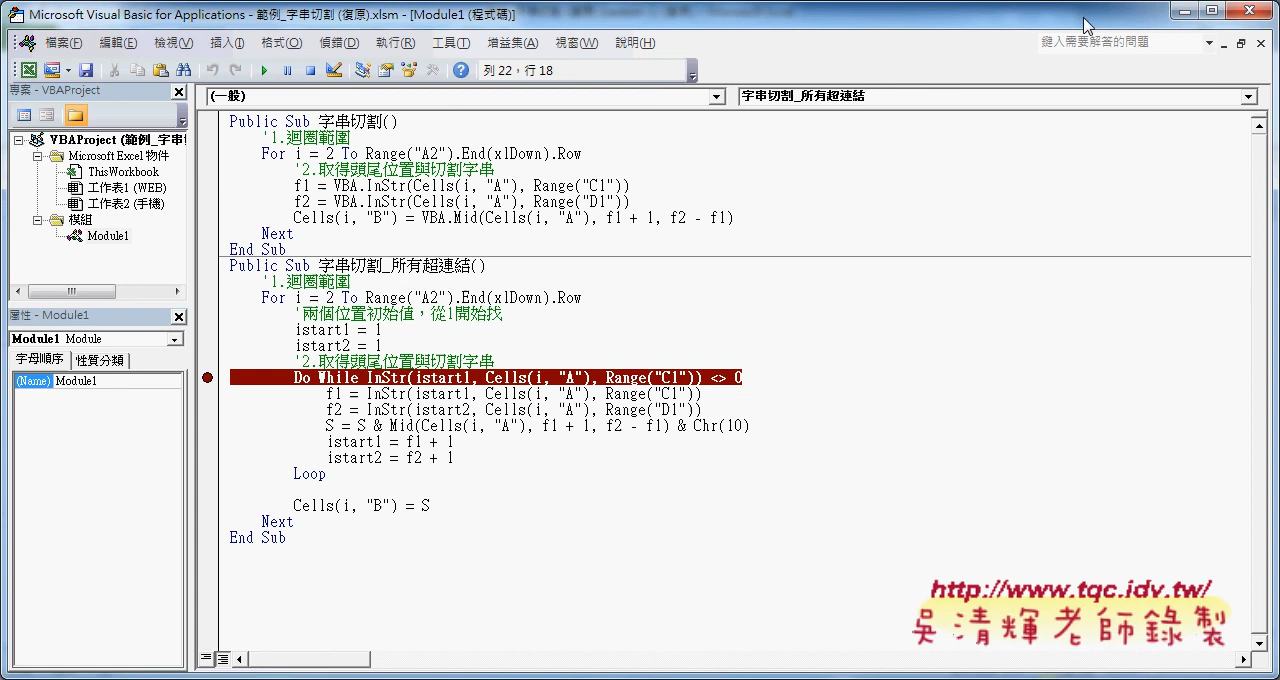 Microsoft Visual Basic for Applications - 範例_字串切割 (復原).xlsm - [Module1 (程式碼)]
檔案(F) 編輯(E) 檢視(V) 插入(I) 格式(O) 偵錯(D) 執行(R) 工具(T) 增益集(A) 視窗(W) 說明(H) 鍵入需要解答的問題
列 22，行 18
專案 - VBAProject
(一般) 字串切割_所有超連結
VBAProject (範例_字串
Microsoft Excel 物件
ThisWorkbook
工作表1 (WEB)
工作表2 (手機)
模組
Module1
屬性 - Module1
Module1 Module
字母順序 性質分類
(Name) Module1
Public Sub 字串切割()
'1.迴圈範圍
For i = 2 To Range("A2").End(xlDown).Row
'2.取得頭尾位置與切割字串
f1 = VBA.InStr(Cells(i, "A"), Range("C1"))
f2 = VBA.InStr(Cells(i, "A"), Range("D1"))
Cells(i, "B") = VBA.Mid(Cells(i, "A"), f1 + 1, f2 - f1)
Next
End Sub
Public Sub 字串切割_所有超連結()
'1.迴圈範圍
For i = 2 To Range("A2").End(xlDown).Row
'兩個位置初始值，從1開始找
istart1 = 1
istart2 = 1
'2.取得頭尾位置與切割字串
Do While InStr(istart1, Cells(i, "A"), Range("C1")) <> 0
f1 = InStr(istart1, Cells(i, "A"), Range("C1"))
f2 = InStr(istart2, Cells(i, "A"), Range("D1"))
S = S & Mid(Cells(i, "A"), f1 + 1, f2 - f1) & Chr(10)
istart1 = f1 + 1
istart2 = f2 + 1
Loop
Cells(i, "B") = S
Next
End Sub
http://www.tqc.idv.tw/
吳清輝老師錄製